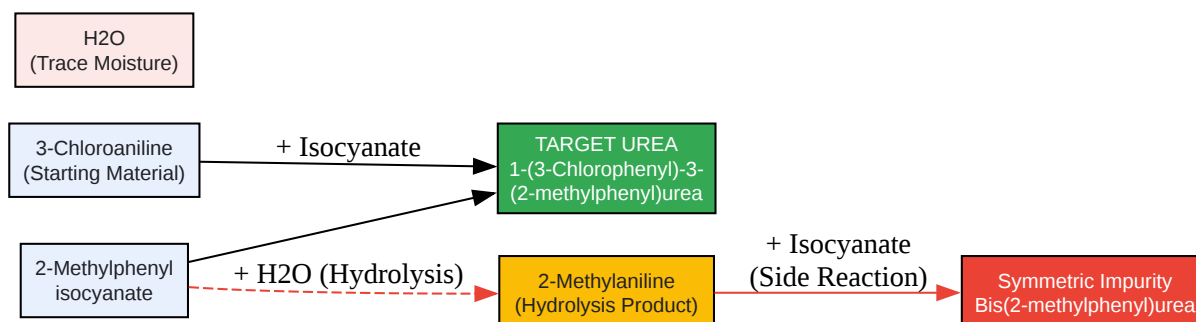 H2O
(Trace Moisture)
3-Chloroaniline
(Starting Material)
+ Isocyanate
TARGET UREA
1-(3-Chlorophenyl)-3-
(2-methylphenyl)urea
2-Methylphenyl
isocyanate
+ H2O (Hydrolysis)
2-Methylaniline
(Hydrolysis Product)
+ Isocyanate
(Side Reaction)
Symmetric Impurity
Bis(2-methylphenyl)urea